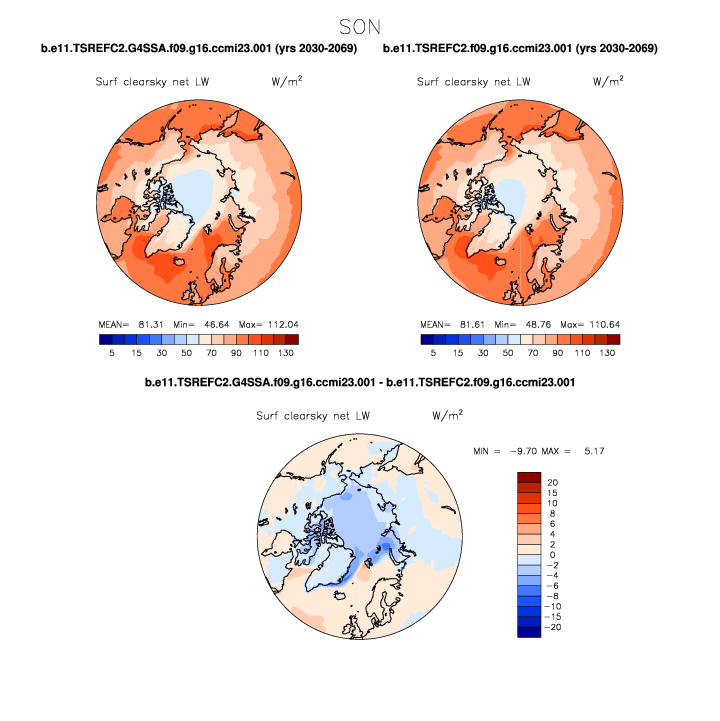 SON
b.e11.TSREFC2.G4SSA.f09.g16.ccmi23.001 (yrs 2030-2069) b.e11.TSREFC2.f09.g16.ccmi23.001 (yrs 2030-2069)
Surf clearsky net LW W/m² Surf clearsky net LW W/m²
MEAN= 81.31 Min= 46.64 Max= 112.04 MEAN= 81.61 Min= 48.76 Max= 110.64
5 15 30 50 70 90 110 130 5 15 30 50 70 90 110 130
b.e11.TSREFC2.G4SSA.f09.g16.ccmi23.001 - b.e11.TSREFC2.f09.g16.ccmi23.001
Surf clearsky net LW W/m²
MIN = -9.70 MAX = 5.17
20
15
10
8
6
4
2
0
-2
-4
-6
-8
-10
-15
-20